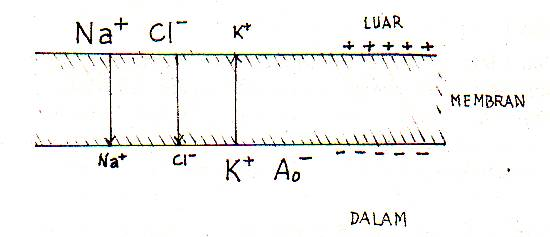 Na⁺ Cl⁻ K⁺ LUAR
+ + + + +
MEMBRAN
Na⁺ Cl⁻ K⁺ A₀⁻ - - - - -
DALAM